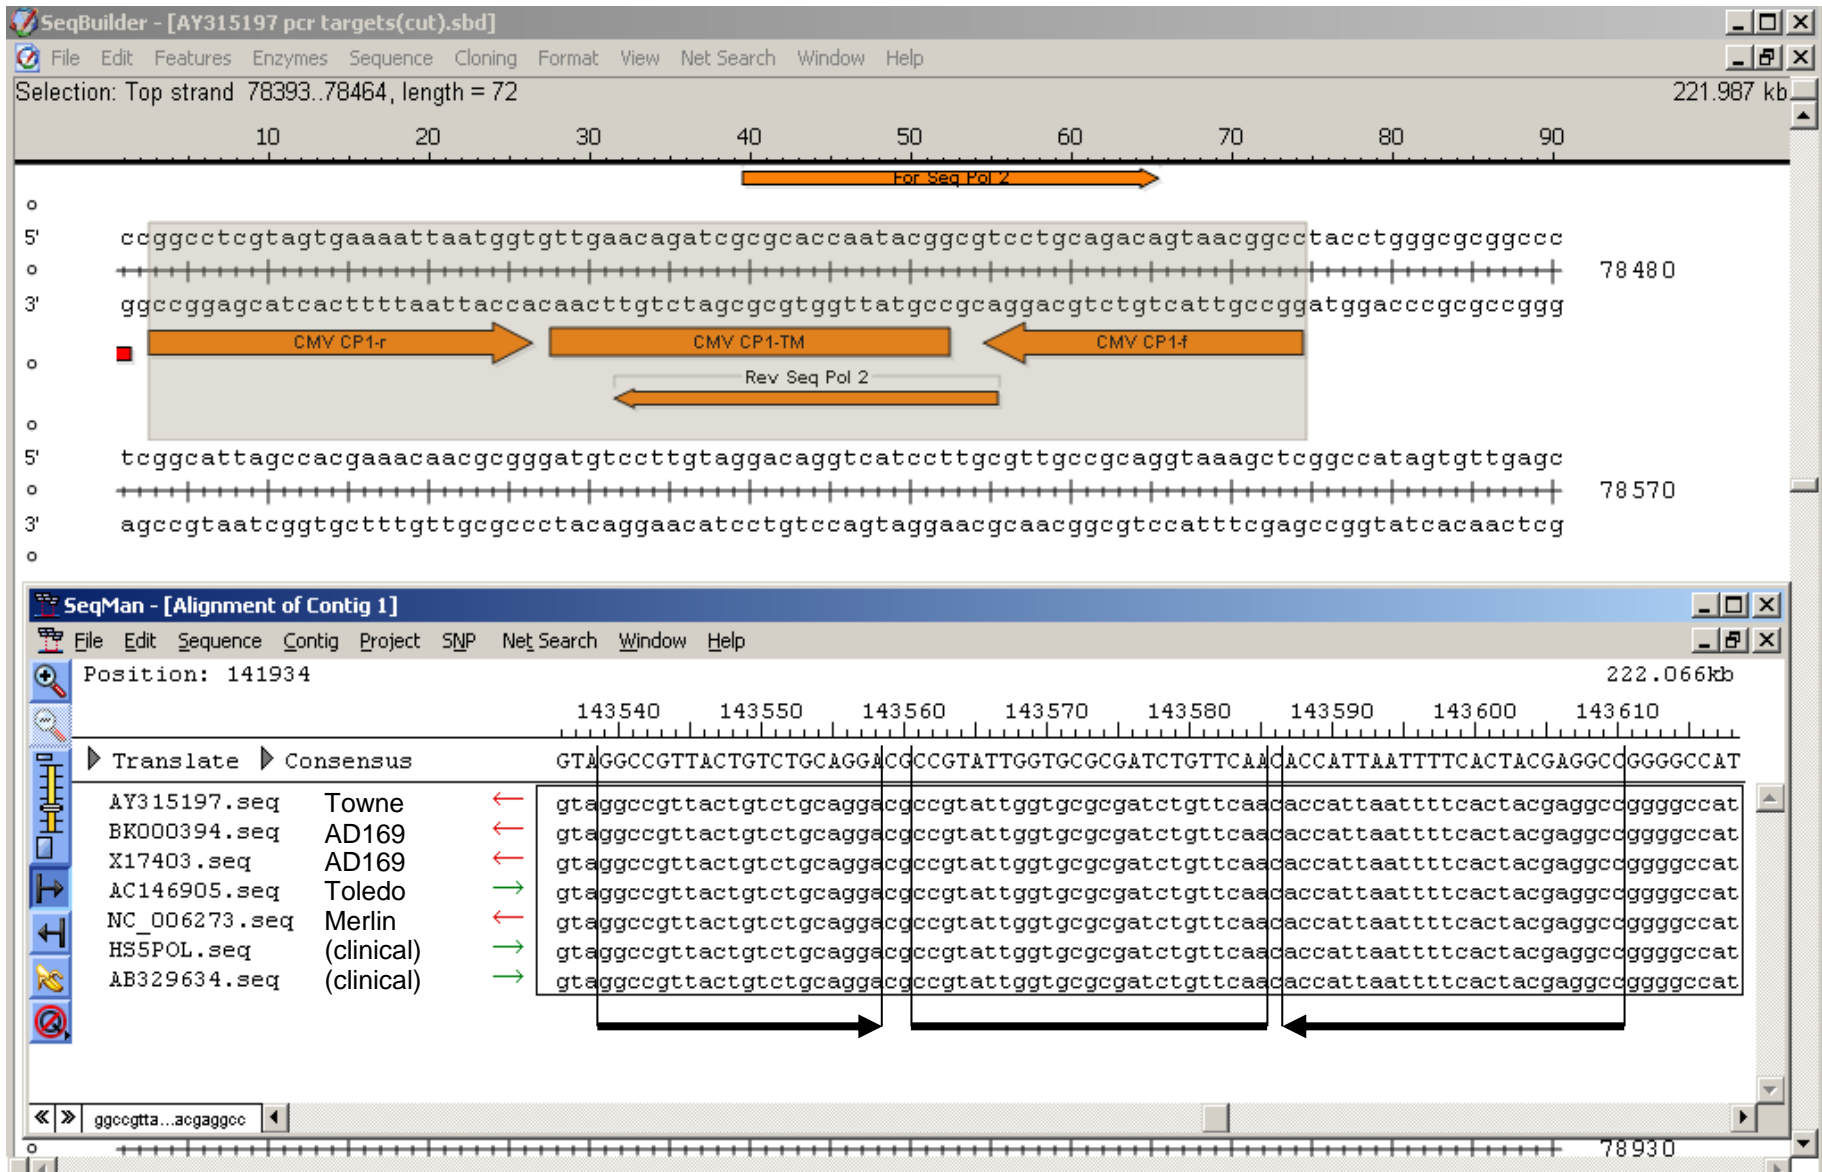 SeqBuilder - [AY315197 pcr targets(cut).sbd]
File Edit Features Enzymes Sequence Cloning Format View Net Search Window Help
Selection: Top strand 78393..78464, length = 72 221.987 kb
10 20 30 40 50 60 70 80 90
For Seq Pol 2
5' ccggcctcgtagtgaaaattaatggtgttgaacagatcgcgcaccaatacggcgtcctgcagacagtaacggcctacctgggcgcggccc
78480
3' ggccggagcatcacttttaattaccacaacttgtctagcgcgtggttatgccgcaggacgtctgtcattgccggatggacccgcgccggg
CMV CP1-r CMV CP1-TM CMV CP1-f
Rev Seq Pol 2
5' tcggcattagccacgaaacaacgcgggatgtccttgtaggacaggtcatccttgcgttgccgcaggtaaagctcggccatagtgttgagc
78570
3' agccgtaatcggtgctttgttgcgccctacaggaacatcctgtccagtaggaacgcaacggcgtccatttcgagccggtatcacaactcg
SeqMan - [Alignment of Contig 1]
File Edit Sequence Contig Project SNP Net Search Window Help
Position: 141934 222.066kb
143540 143550 143560 143570 143580 143590 143600 143610
Translate Consensus GTAGGCCGTTACTGTCTGCAGGACGCCGTATTGGTGCGCGATCTGTTCAACACCATTAATTTTCACTACGAGGCCGGGGCCAT
AY315197.seq Towne ← gtaggccgttactgtctgcaggacgccgtattggtgcgcgatctgttcaacaccattaattttcactacgaggccggggccat
BK000394.seq AD169 ← gtaggccgttactgtctgcaggacgccgtattggtgcgcgatctgttcaacaccattaattttcactacgaggccggggccat
X17403.seq AD169 ← gtaggccgttactgtctgcaggacgccgtattggtgcgcgatctgttcaacaccattaattttcactacgaggccggggccat
AC146905.seq Toledo → gtaggccgttactgtctgcaggacgccgtattggtgcgcgatctgttcaacaccattaattttcactacgaggccggggccat
NC_006273.seq Merlin ← gtaggccgttactgtctgcaggacgccgtattggtgcgcgatctgttcaacaccattaattttcactacgaggccggggccat
HS5POL.seq (clinical) → gtaggccgttactgtctgcaggacgccgtattggtgcgcgatctgttcaacaccattaattttcactacgaggccggggccat
AB329634.seq (clinical) → gtaggccgttactgtctgcaggacgccgtattggtgcgcgatctgttcaacaccattaattttcactacgaggccggggccat
ggccgtta...acgaggcc
78930